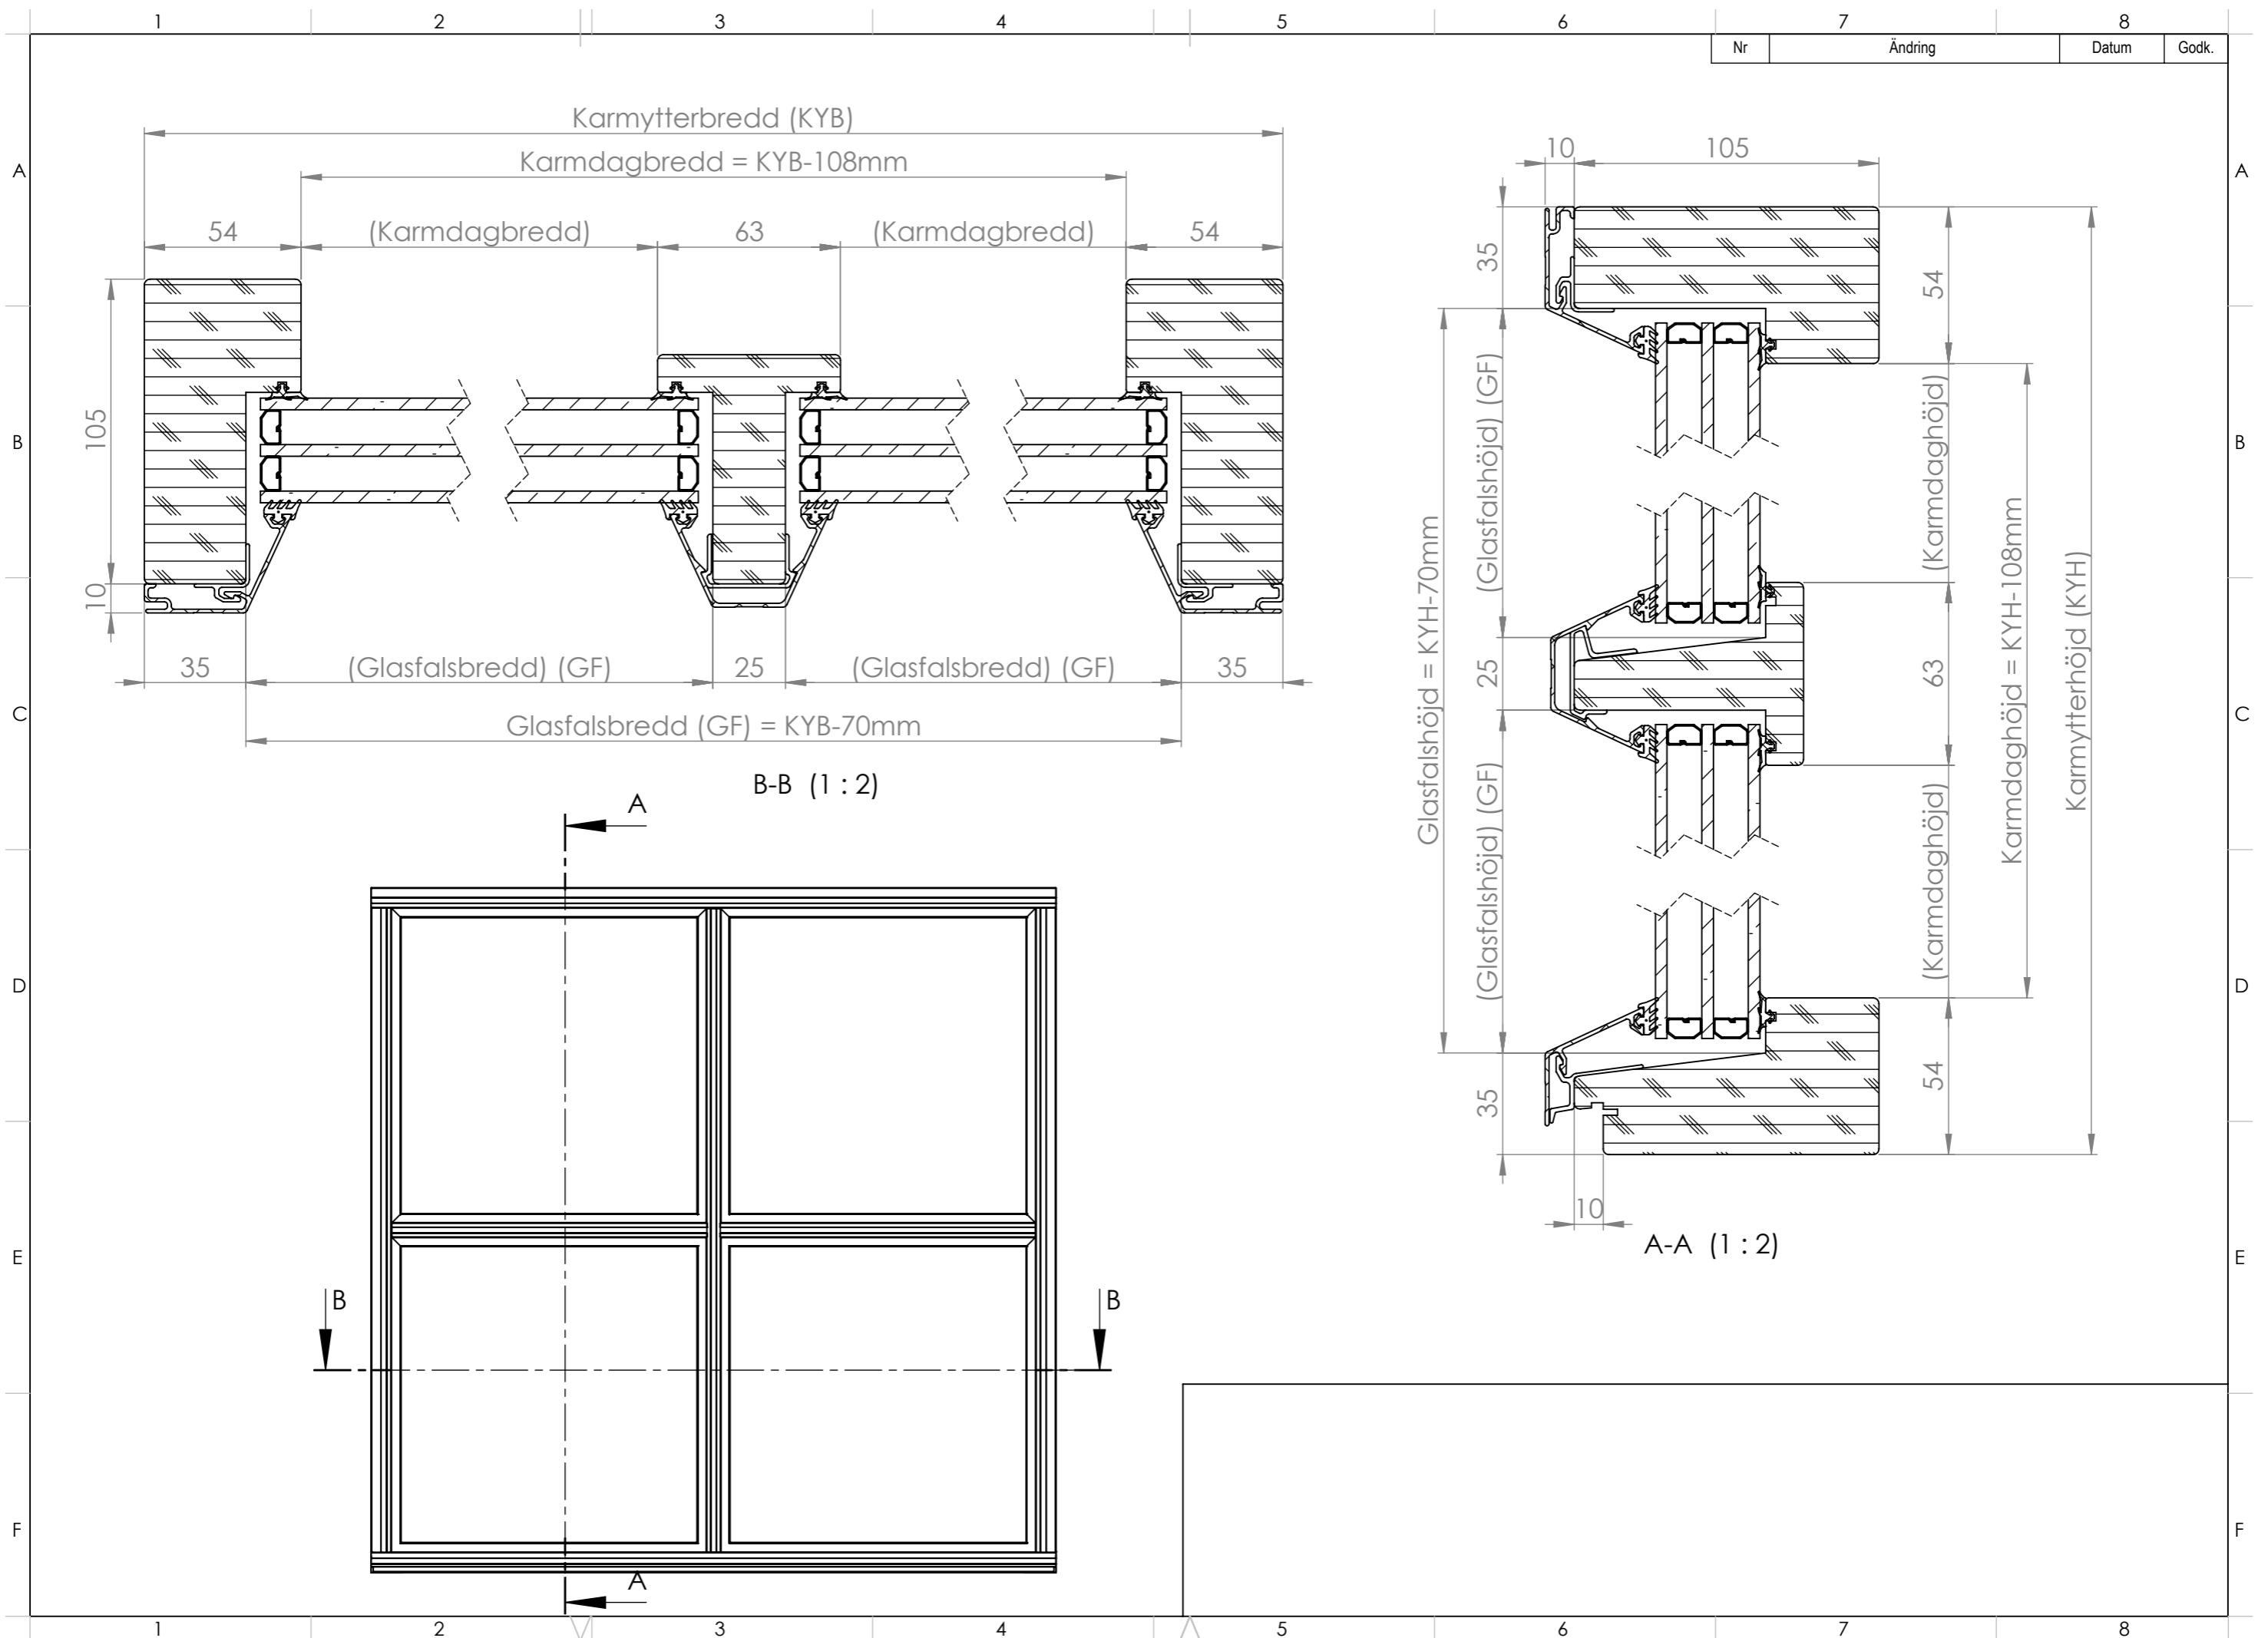 1 2 3 4 5 6 7 8
Nr Ändring Datum Godk.
A A
B B
C C
D D
E E
F F
Karmytterbredd (KYB)
Karmdagbredd = KYB-108mm
54 (Karmdagbredd) 63 (Karmdagbredd) 54
105
10
35 (Glasfalsbredd) (GF) 25 (Glasfalsbredd) (GF) 35
Glasfalsbredd (GF) = KYB-70mm
B-B (1 : 2)
A
B B
A
10 105
35
(Glasfalshöjd) (GF)
25
(Glasfalshöjd) (GF)
35
Glasfalshöjd = KYH-70mm
54
(Karmdaghöjd)
63
(Karmdaghöjd)
54
Karmdaghöjd = KYH-108mm
Karmytterhöjd (KYH)
10
A-A (1 : 2)
1 2 3 4 5 6 7 8